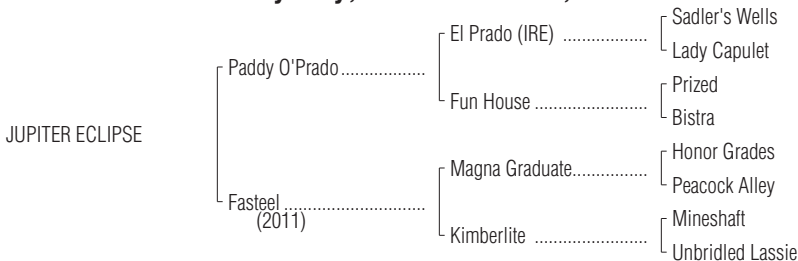 Sadler's Wells
El Prado (IRE) ..................
Lady Capulet
Paddy O'Prado..................
Prized
Fun House ........................
Bistra
JUPITER ECLIPSE
Honor Grades
Magna Graduate................
Peacock Alley
Fasteel ..............................
(2011)
Mineshaft
Kimberlite ........................
Unbridled Lassie